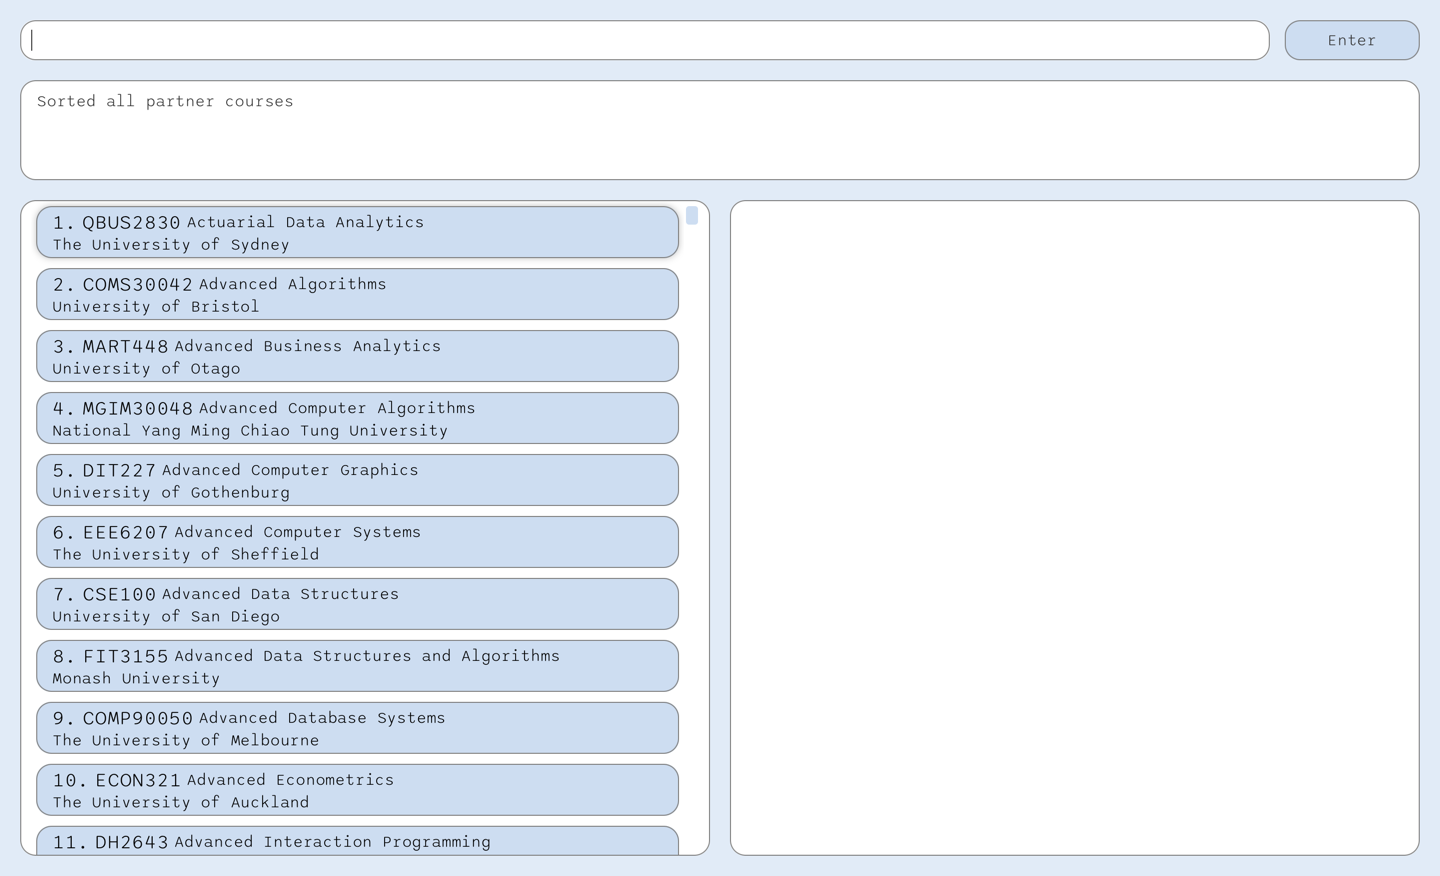 Enter
Sorted all partner courses
1. QBUS2830 Actuarial Data Analytics
The University of Sydney
2. COMS30042 Advanced Algorithms
University of Bristol
3. MART448 Advanced Business Analytics
University of Otago
4. MGIM30048 Advanced Computer Algorithms
National Yang Ming Chiao Tung University
5. DIT227 Advanced Computer Graphics
University of Gothenburg
6. EEE6207 Advanced Computer Systems
The University of Sheffield
7. CSE100 Advanced Data Structures
University of San Diego
8. FIT3155 Advanced Data Structures and Algorithms
Monash University
9. COMP90050 Advanced Database Systems
The University of Melbourne
10. ECON321 Advanced Econometrics
The University of Auckland
11. DH2643 Advanced Interaction Programming